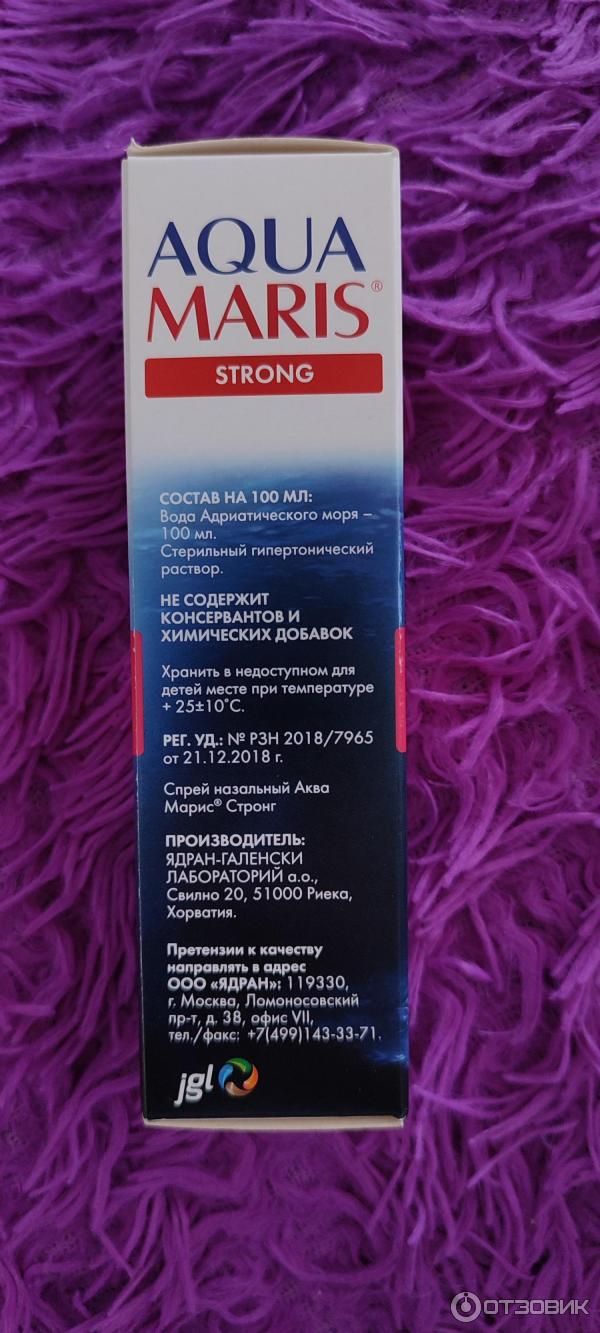 AQUA
MARIS®
STRONG
СОСТАВ НА 100 МЛ:
Вода Адриатического моря –
100 мл.
Стерильный гипертонический
раствор.
НЕ СОДЕРЖИТ
КОНСЕРВАНТОВ И
ХИМИЧЕСКИХ ДОБАВОК
Хранить в недоступном для
детей месте при температуре
+ 25±10°С.
РЕГ. УД.: № РЗН 2018/7965
от 21.12.2018 г.
Спрей назальный Аква
Марис® Стронг
ПРОИЗВОДИТЕЛЬ:
ЯДРАН-ГАЛЕНСКИ
ЛАБОРАТОРИЙ а.о.,
Свилно 20, 51000 Риека,
Хорватия.
Претензии к качеству
направлять в адрес
ООО «ЯДРАН»: 119330,
г. Москва, Ломоносовский
пр-т, д. 38, офис VII,
тел./факс: +7(499)143-33-71.
jgl
ОТЗОВИК